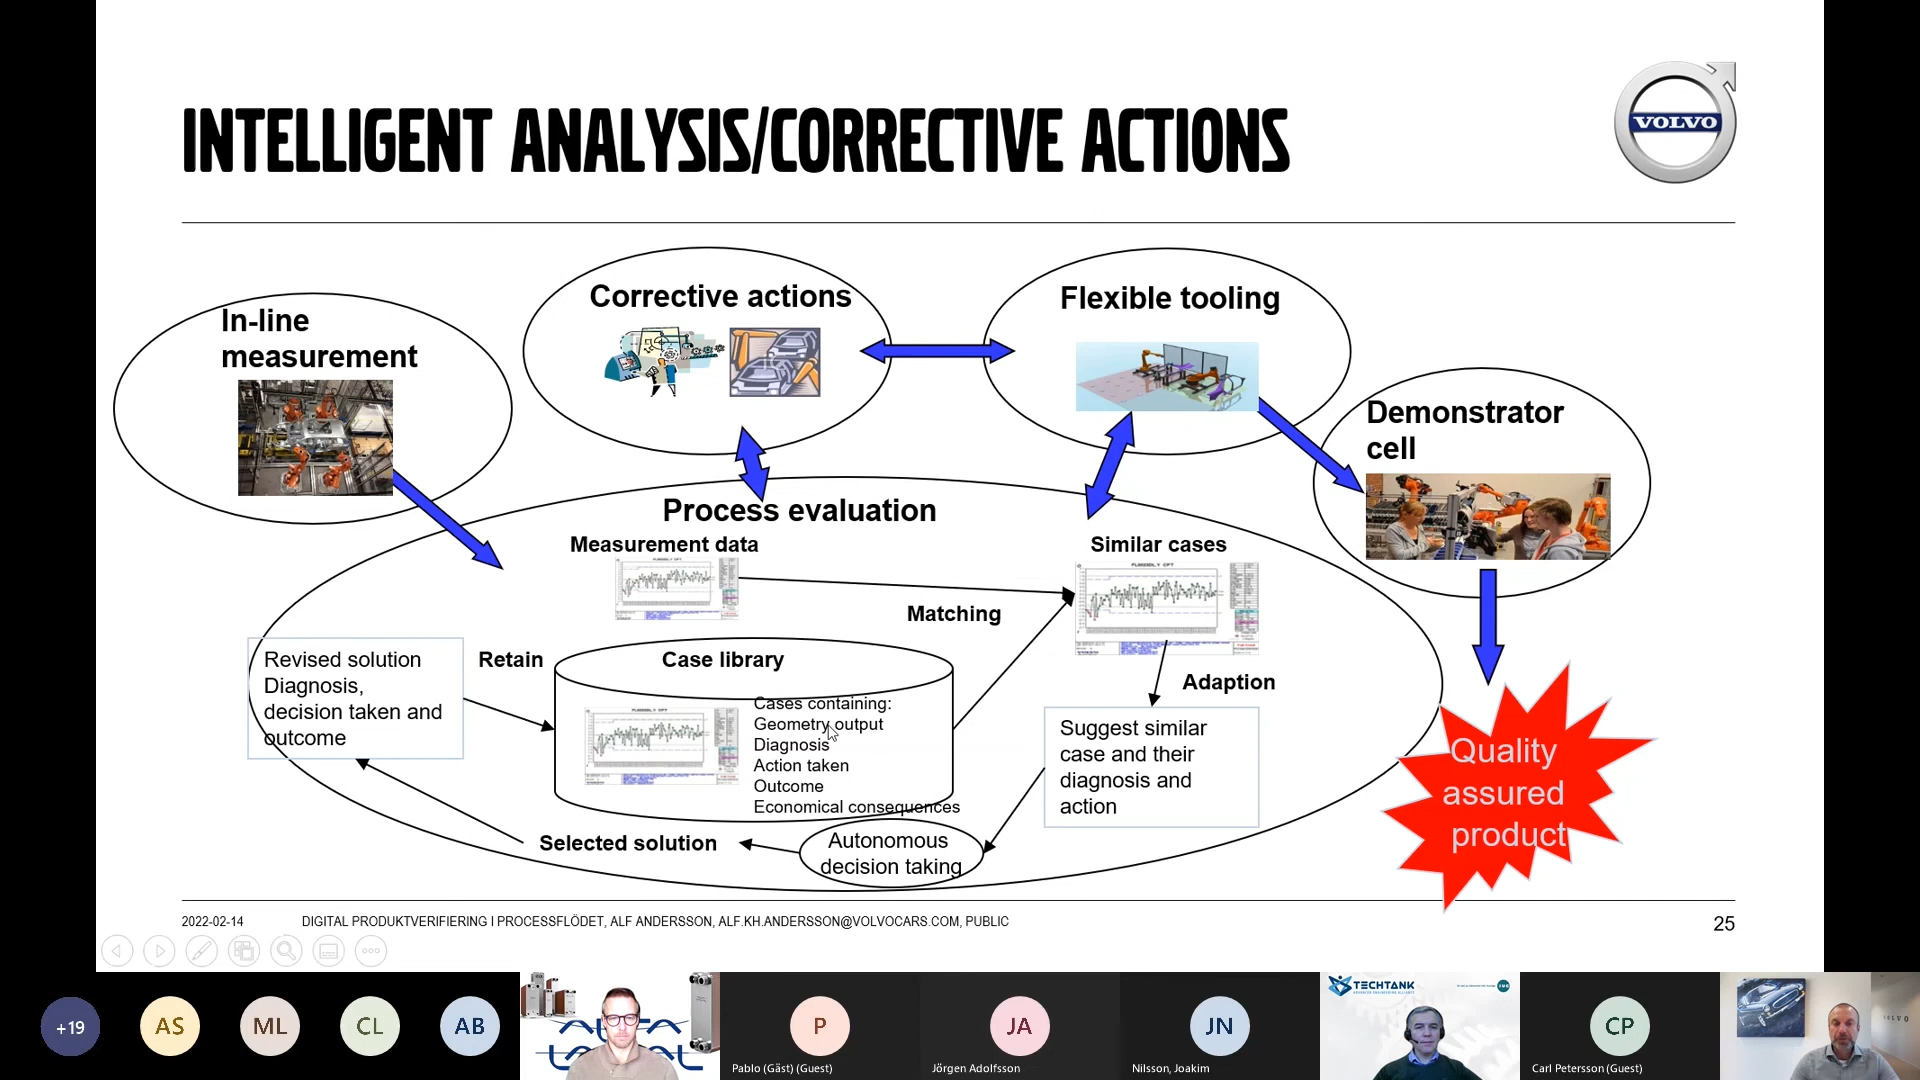 INTELLIGENT ANALYSIS/CORRECTIVE ACTIONS
VOLVO
In-line
measurement
Corrective actions
Flexible tooling
Demonstrator
cell
Process evaluation
Measurement data
Similar cases
Matching
Revised solution
Diagnosis,
decision taken and
outcome
Retain
Case library
Cases containing:
Geometry output
Diagnosis
Action taken
Outcome
Economical consequences
Adaption
Suggest similar
case and their
diagnosis and
action
Selected solution
Autonomous
decision taking
Quality
assured
product
2022-02-14
DIGITAL PRODUKTVERIFIERING I PROCESSFLÖDET, ALF ANDERSSON, ALF.KH.ANDERSSON@VOLVOCARS.COM, PUBLIC
25
+19
AS
ML
CL
AB
P
Pablo (Gäst) (Guest)
JA
Jörgen Adolfsson
JN
Nilsson, Joakim
TECHTANK
CP
Carl Petersson (Guest)